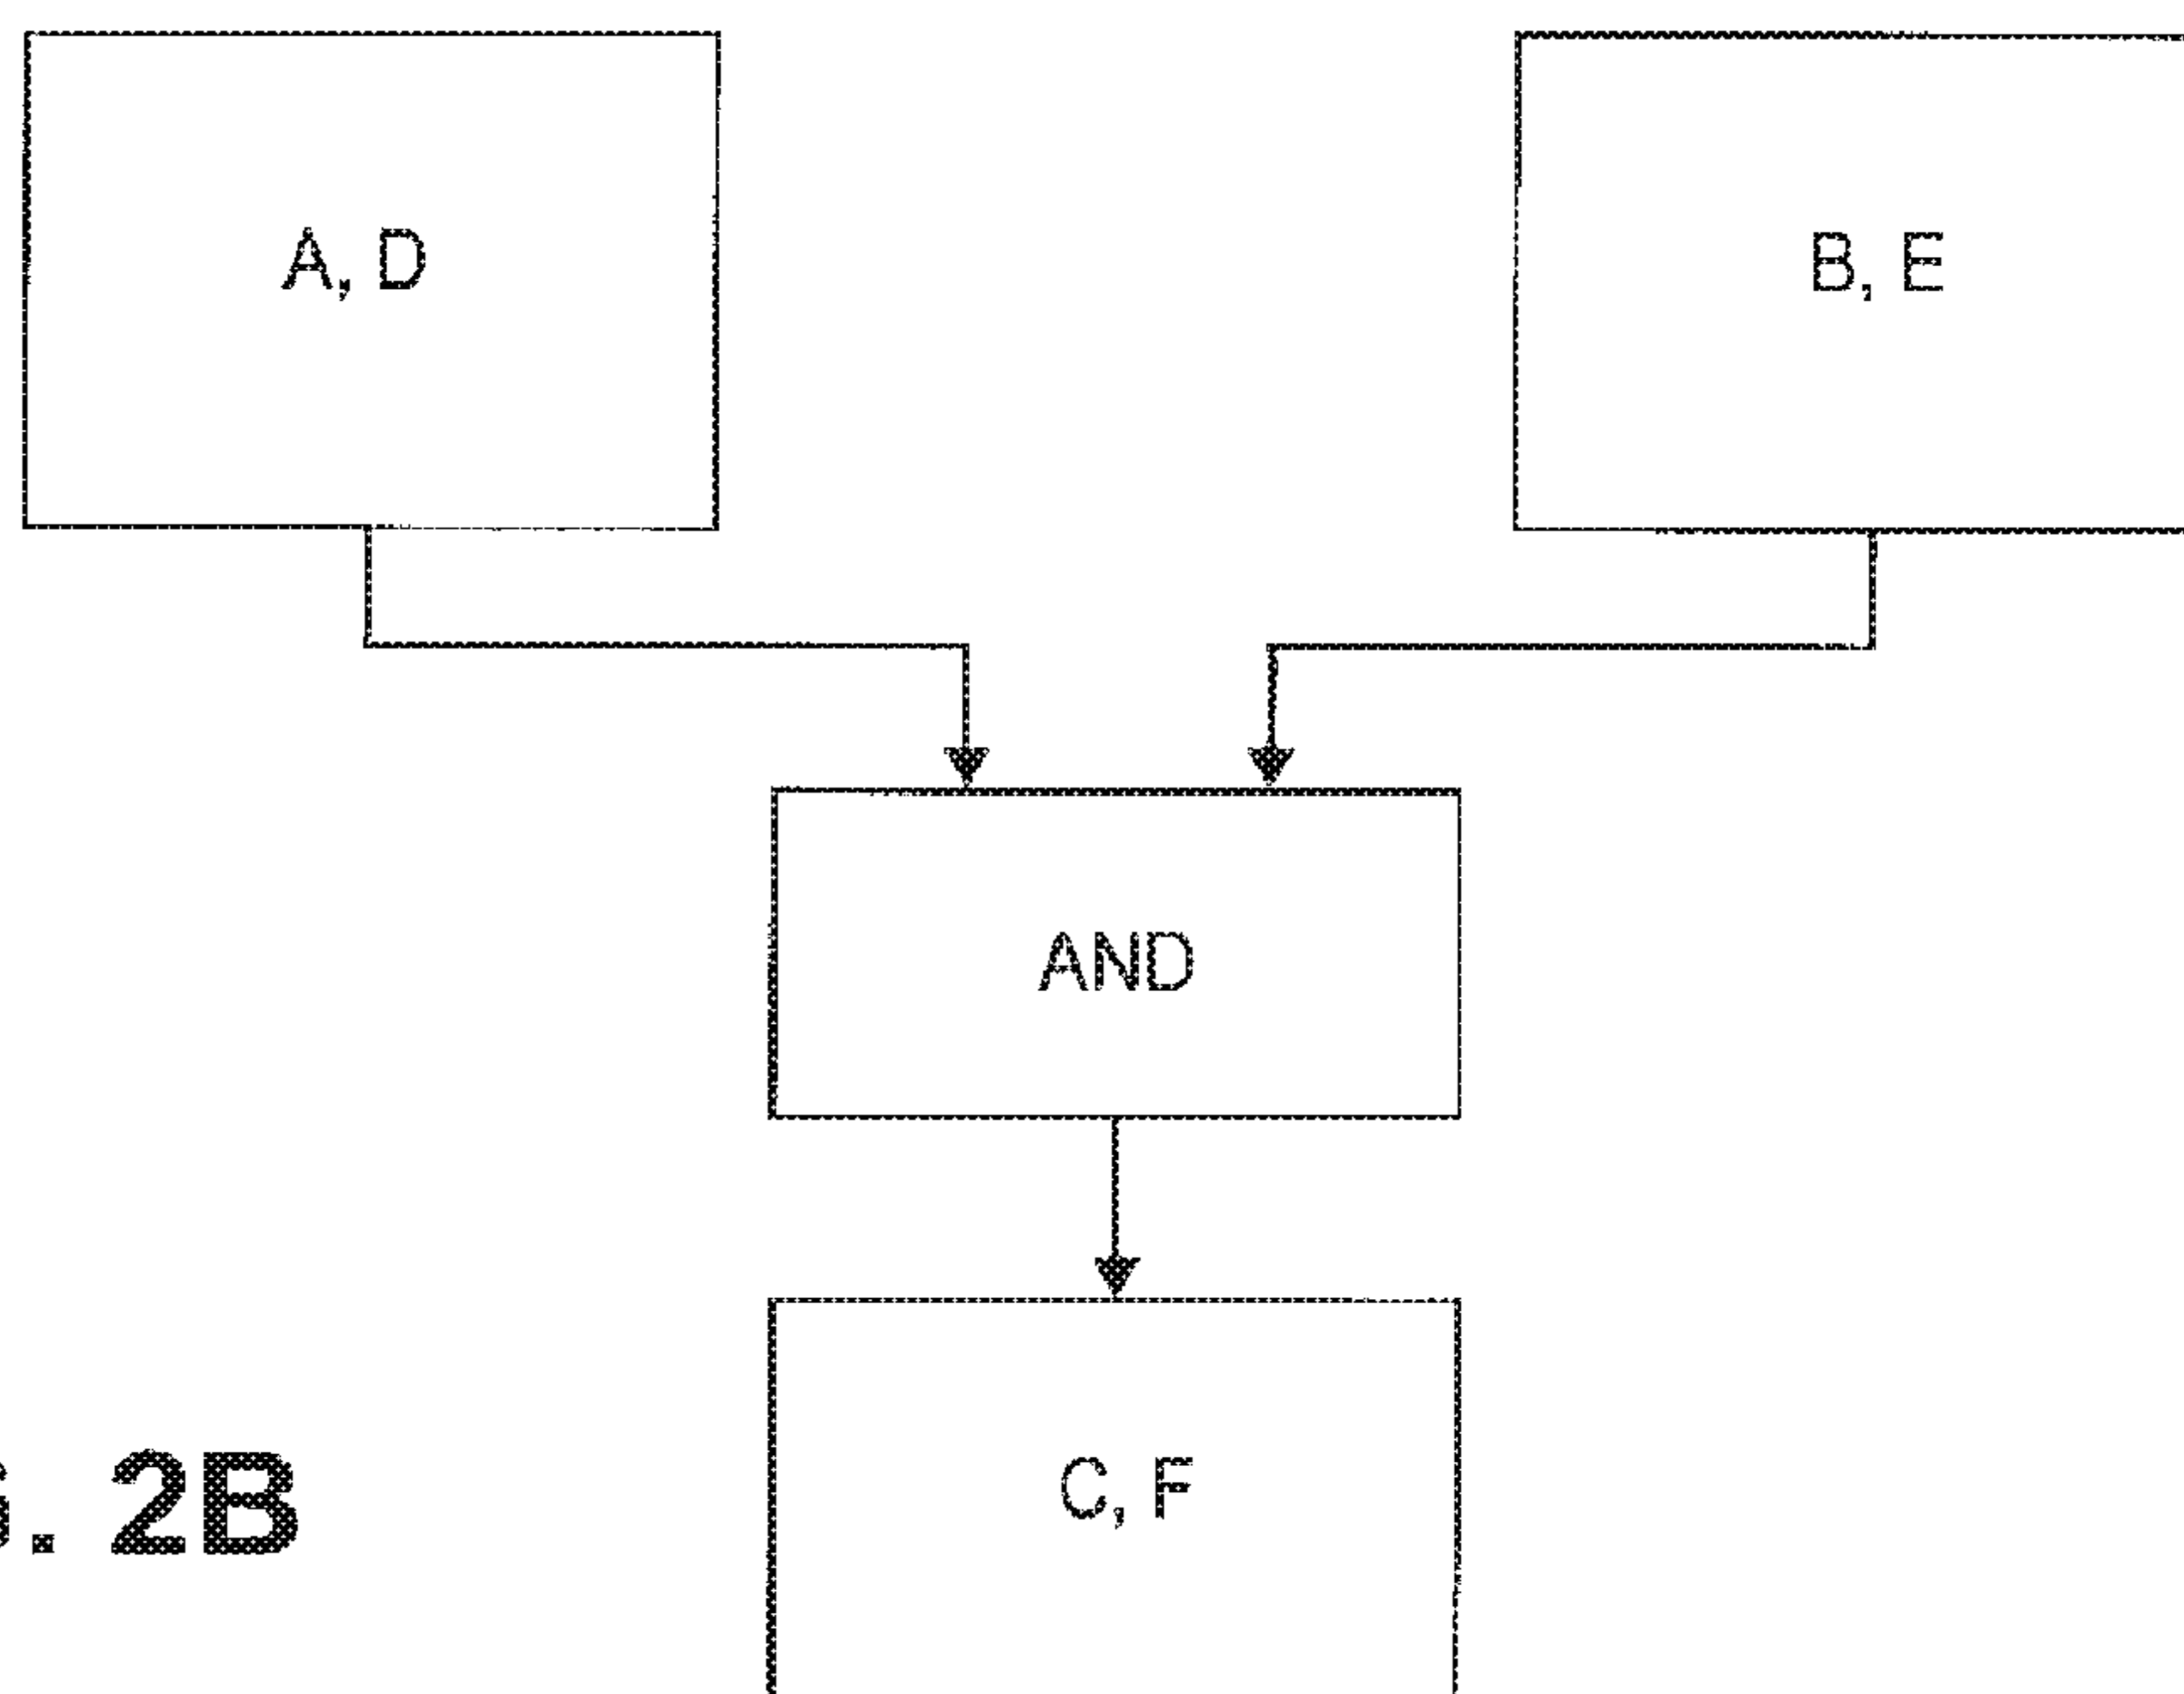 A, D
B, E
AND
C, F
. 2B